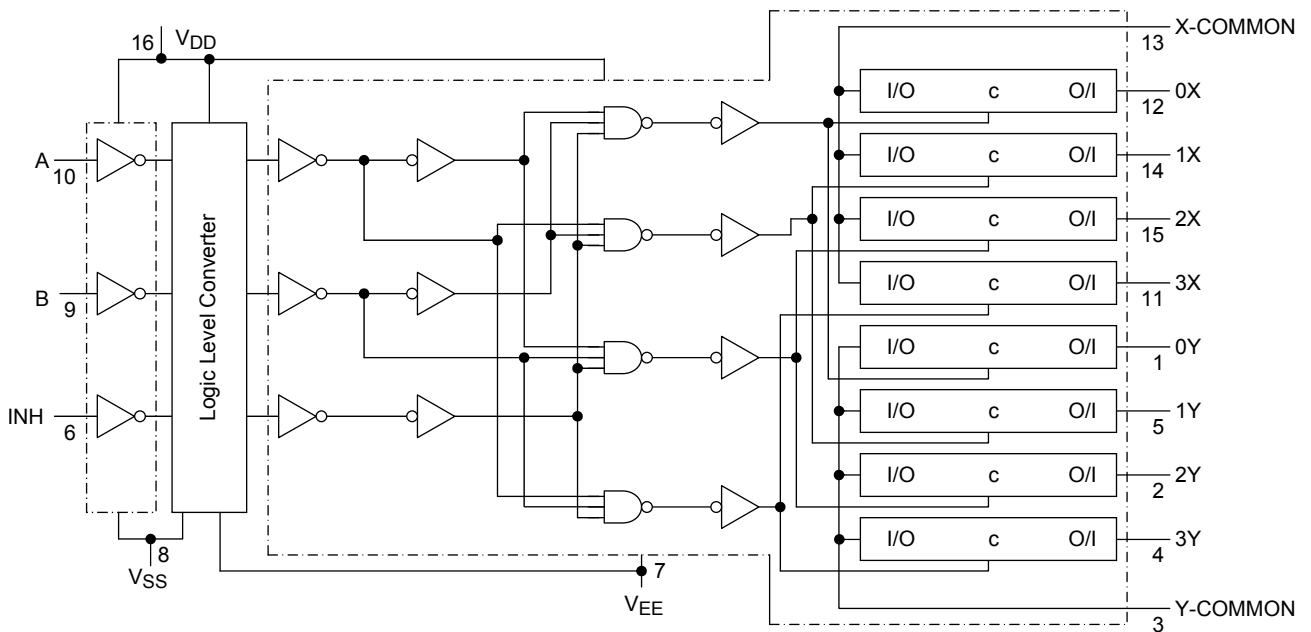 16 VDD
X-COMMON
13
I/O c O/I 0X
12
A
10
I/O c O/I 1X
14
I/O c O/I 2X
15
B
9
Logic Level Converter
I/O c O/I 3X
11
I/O c O/I 0Y
1
INH
6
I/O c O/I 1Y
5
I/O c O/I 2Y
2
I/O c O/I 3Y
4
8
VSS
7
VEE
Y-COMMON
3